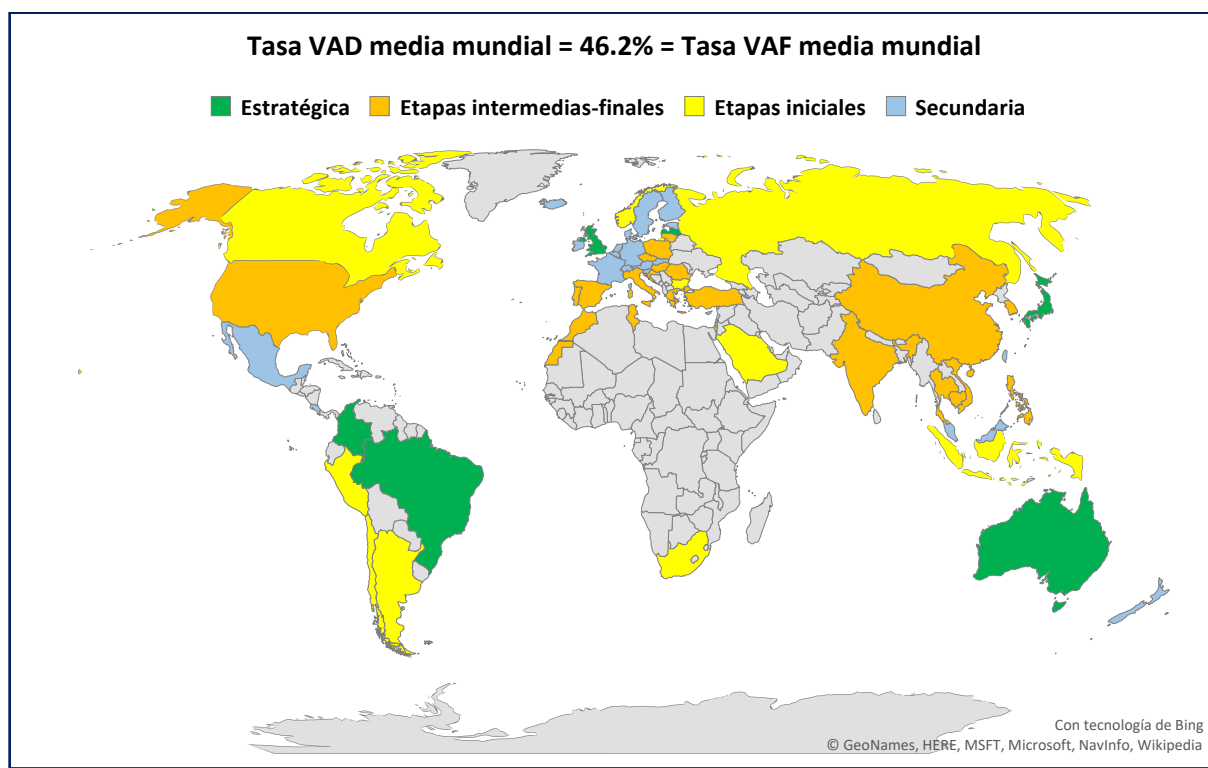 Tasa VAD media mundial = 46.2% = Tasa VAF media mundial
Estratégica Etapas intermedias-finales Etapas iniciales Secundaria
Con tecnología de Bing
© GeoNames, HERE, MSFT, Microsoft, NavInfo, Wikipedia